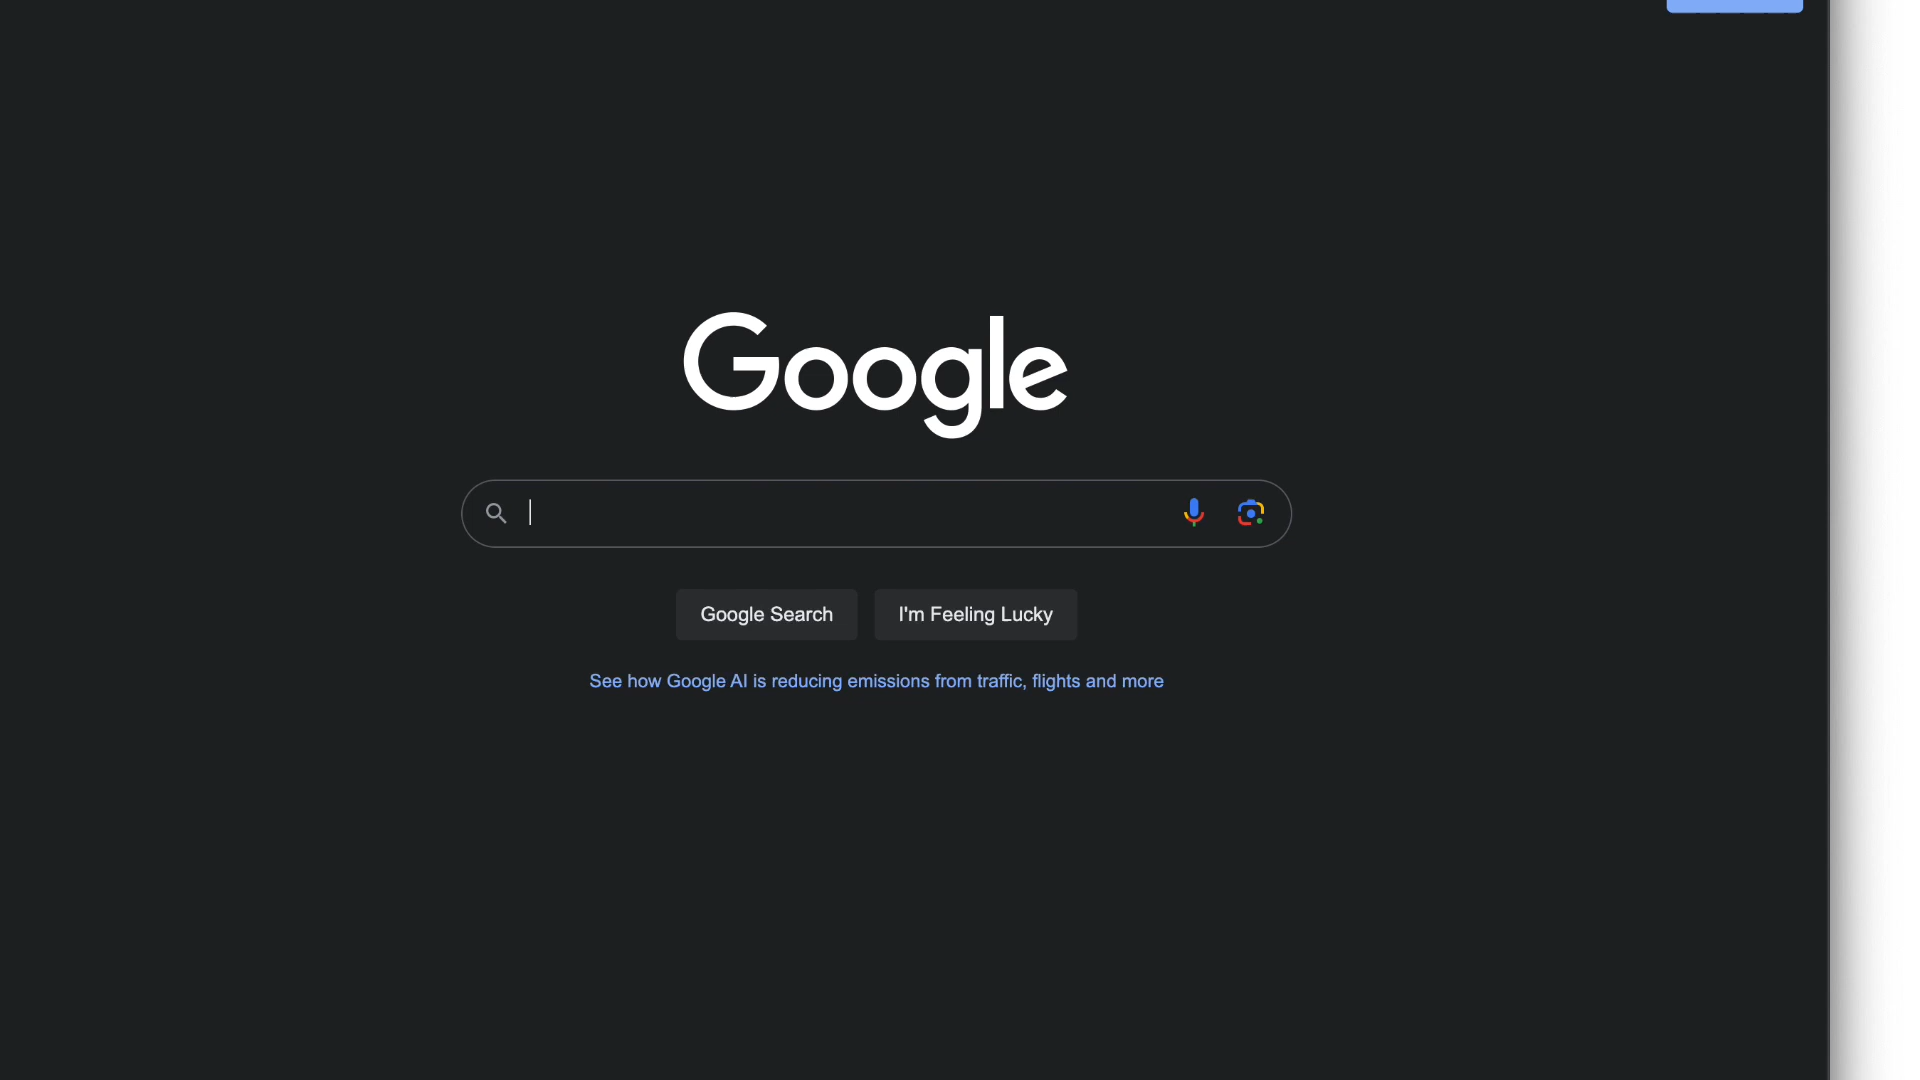 Google
Google Search
I'm Feeling Lucky
See how Google AI is reducing emissions from traffic, flights and more